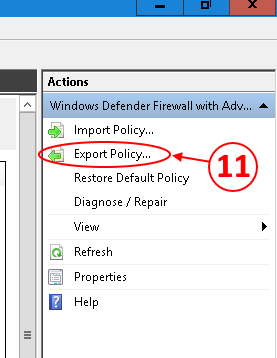 Actions
Windows Defender Firewall with Adv...
Import Policy...
Export Policy...
11
Restore Default Policy
Diagnose / Repair
View
Refresh
Properties
Help